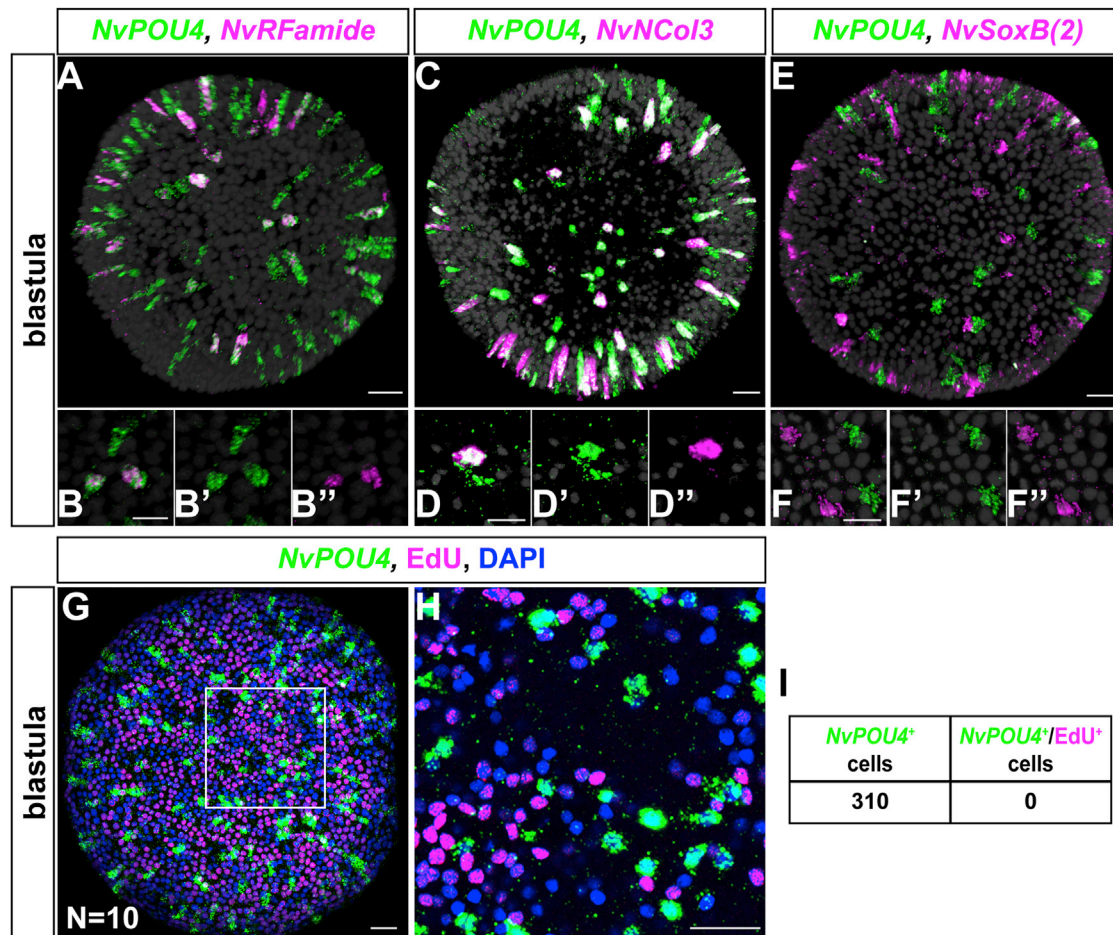 NvPOU4, NvRFamide
NvPOU4, NvNCol3
NvPOU4, NvSoxB(2)
blastula
A
C
E
B
B’
B’’
D
D’
D’’
F
F’
F’’
NvPOU4, EdU, DAPI
blastula
G
N=10
H
I
NvPOU4⁺
cells
NvPOU4⁺/EdU⁺
cells
310
0